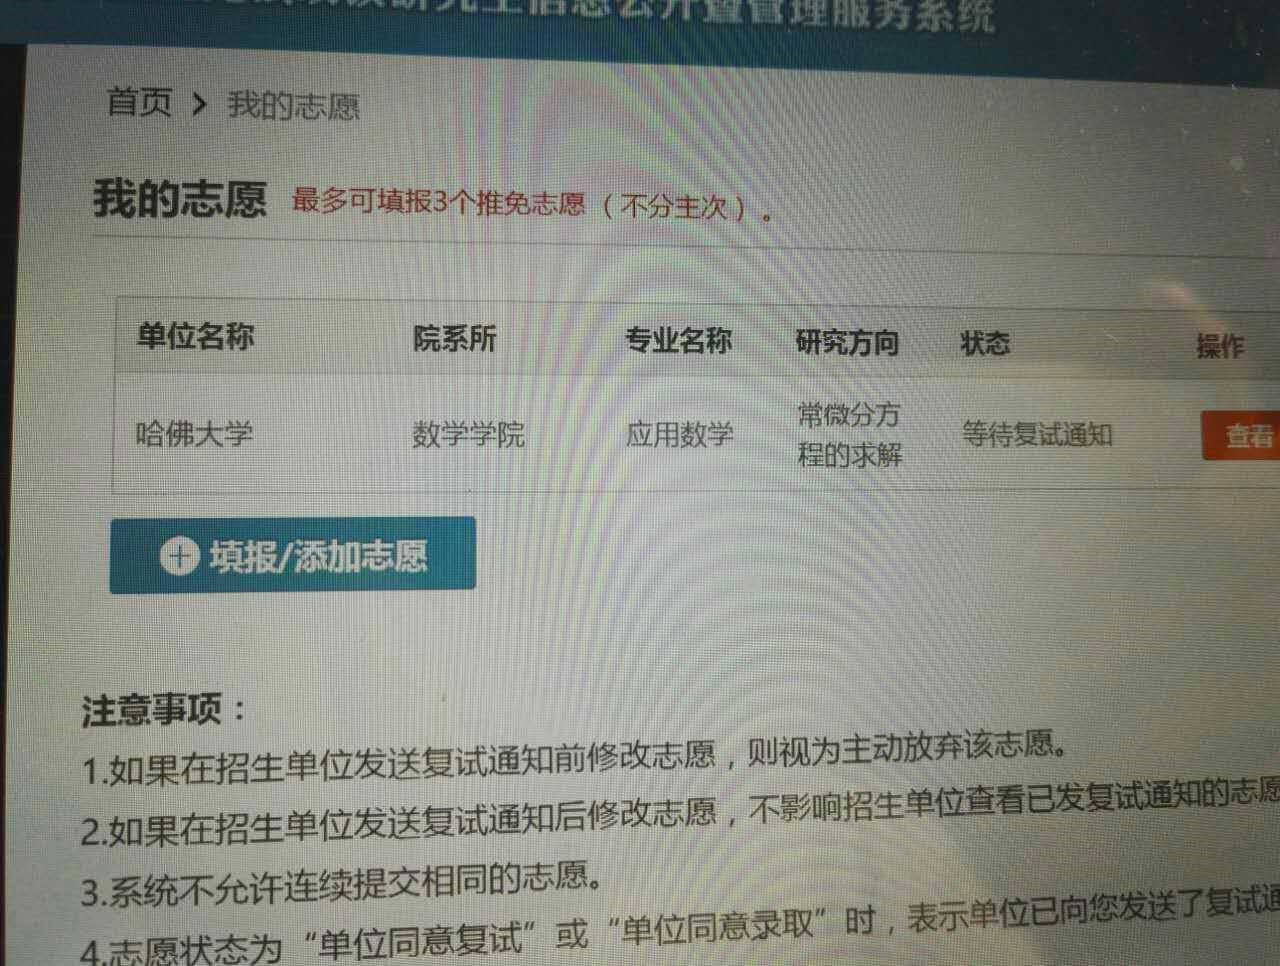 研究生信息公开暨管理服务系统
首页 > 我的志愿
我的志愿 最多可填报3个推免志愿（不分主次）。
单位名称 院系所 专业名称 研究方向 状态 操作
哈佛大学 数学学院 应用数学 常微分方 等待复试通知 查看
程的求解
填报/添加志愿
注意事项：
1.如果在招生单位发送复试通知前修改志愿，则视为主动放弃该志愿。
2.如果在招生单位发送复试通知后修改志愿，不影响招生单位查看已发复试通知的志愿
3.系统不允许连续提交相同的志愿。
4.志愿状态为“单位同意复试”或“单位同意录取”时，表示单位已向您发送了复试通